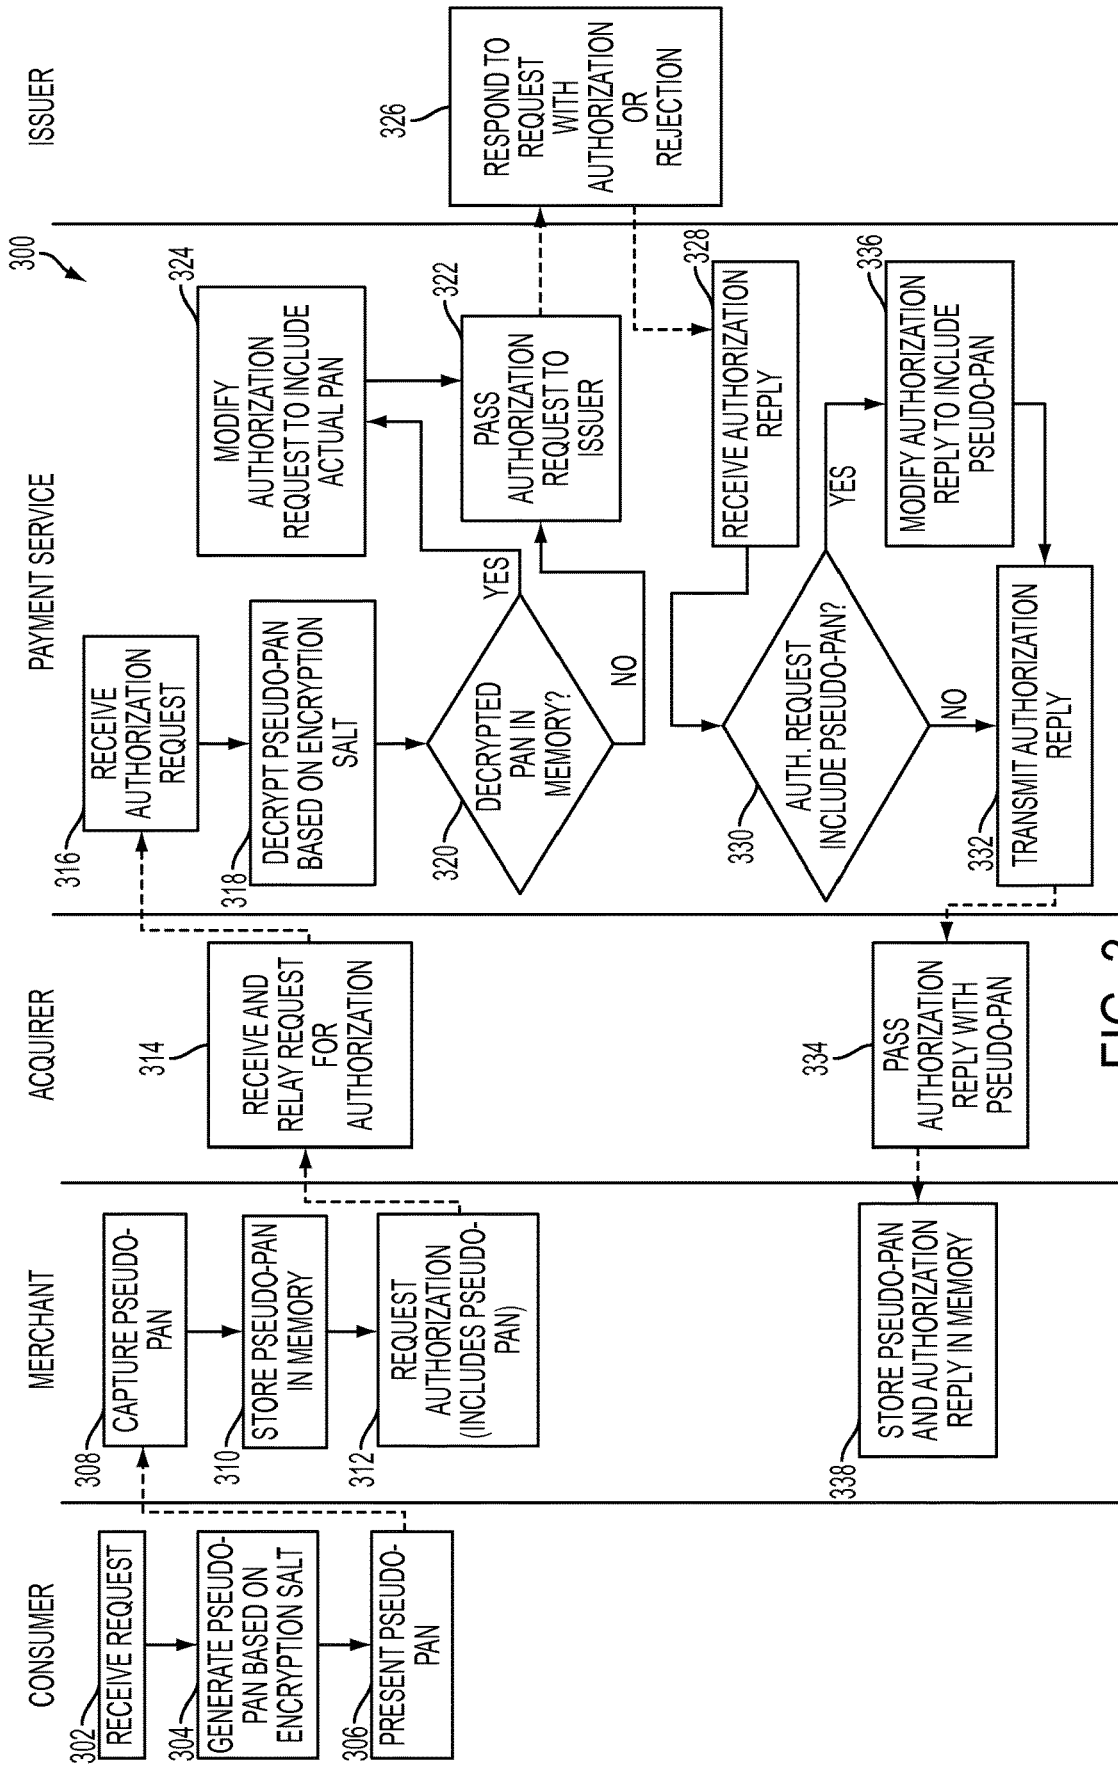 300
CONSUMER
MERCHANT
ACQUIRER
PAYMENT SERVICE
ISSUER
302
RECEIVE REQUEST
304
GENERATE PSEUDO-
PAN BASED ON
ENCRYPTION SALT
306
PRESENT PSEUDO-
PAN
308
CAPTURE PSEUDO-
PAN
310
STORE PSEUDO-PAN
IN MEMORY
312
REQUEST
AUTHORIZATION
(INCLUDES PSEUDO-
PAN)
314
RECEIVE AND
RELAY REQUEST
FOR
AUTHORIZATION
316
RECEIVE
AUTHORIZATION
REQUEST
318
DECRYPT PSEUDO-PAN
BASED ON ENCRYPTION
SALT
320
DECRYPTED
PAN IN
MEMORY?
YES
NO
324
MODIFY
AUTHORIZATION
REQUEST TO INCLUDE
ACTUAL PAN
322
PASS
AUTHORIZATION
REQUEST TO
ISSUER
326
RESPOND TO
REQUEST
WITH
AUTHORIZATION
OR
REJECTION
328
RECEIVE AUTHORIZATION
REPLY
330
AUTH. REQUEST
INCLUDE PSEUDO-PAN?
YES
NO
336
MODIFY AUTHORIZATION
REPLY TO INCLUDE
PSEUDO-PAN
332
TRANSMIT AUTHORIZATION
REPLY
334
PASS
AUTHORIZATION
REPLY WITH
PSEUDO-PAN
338
STORE PSEUDO-PAN
AND AUTHORIZATION
REPLY IN MEMORY
FIG.